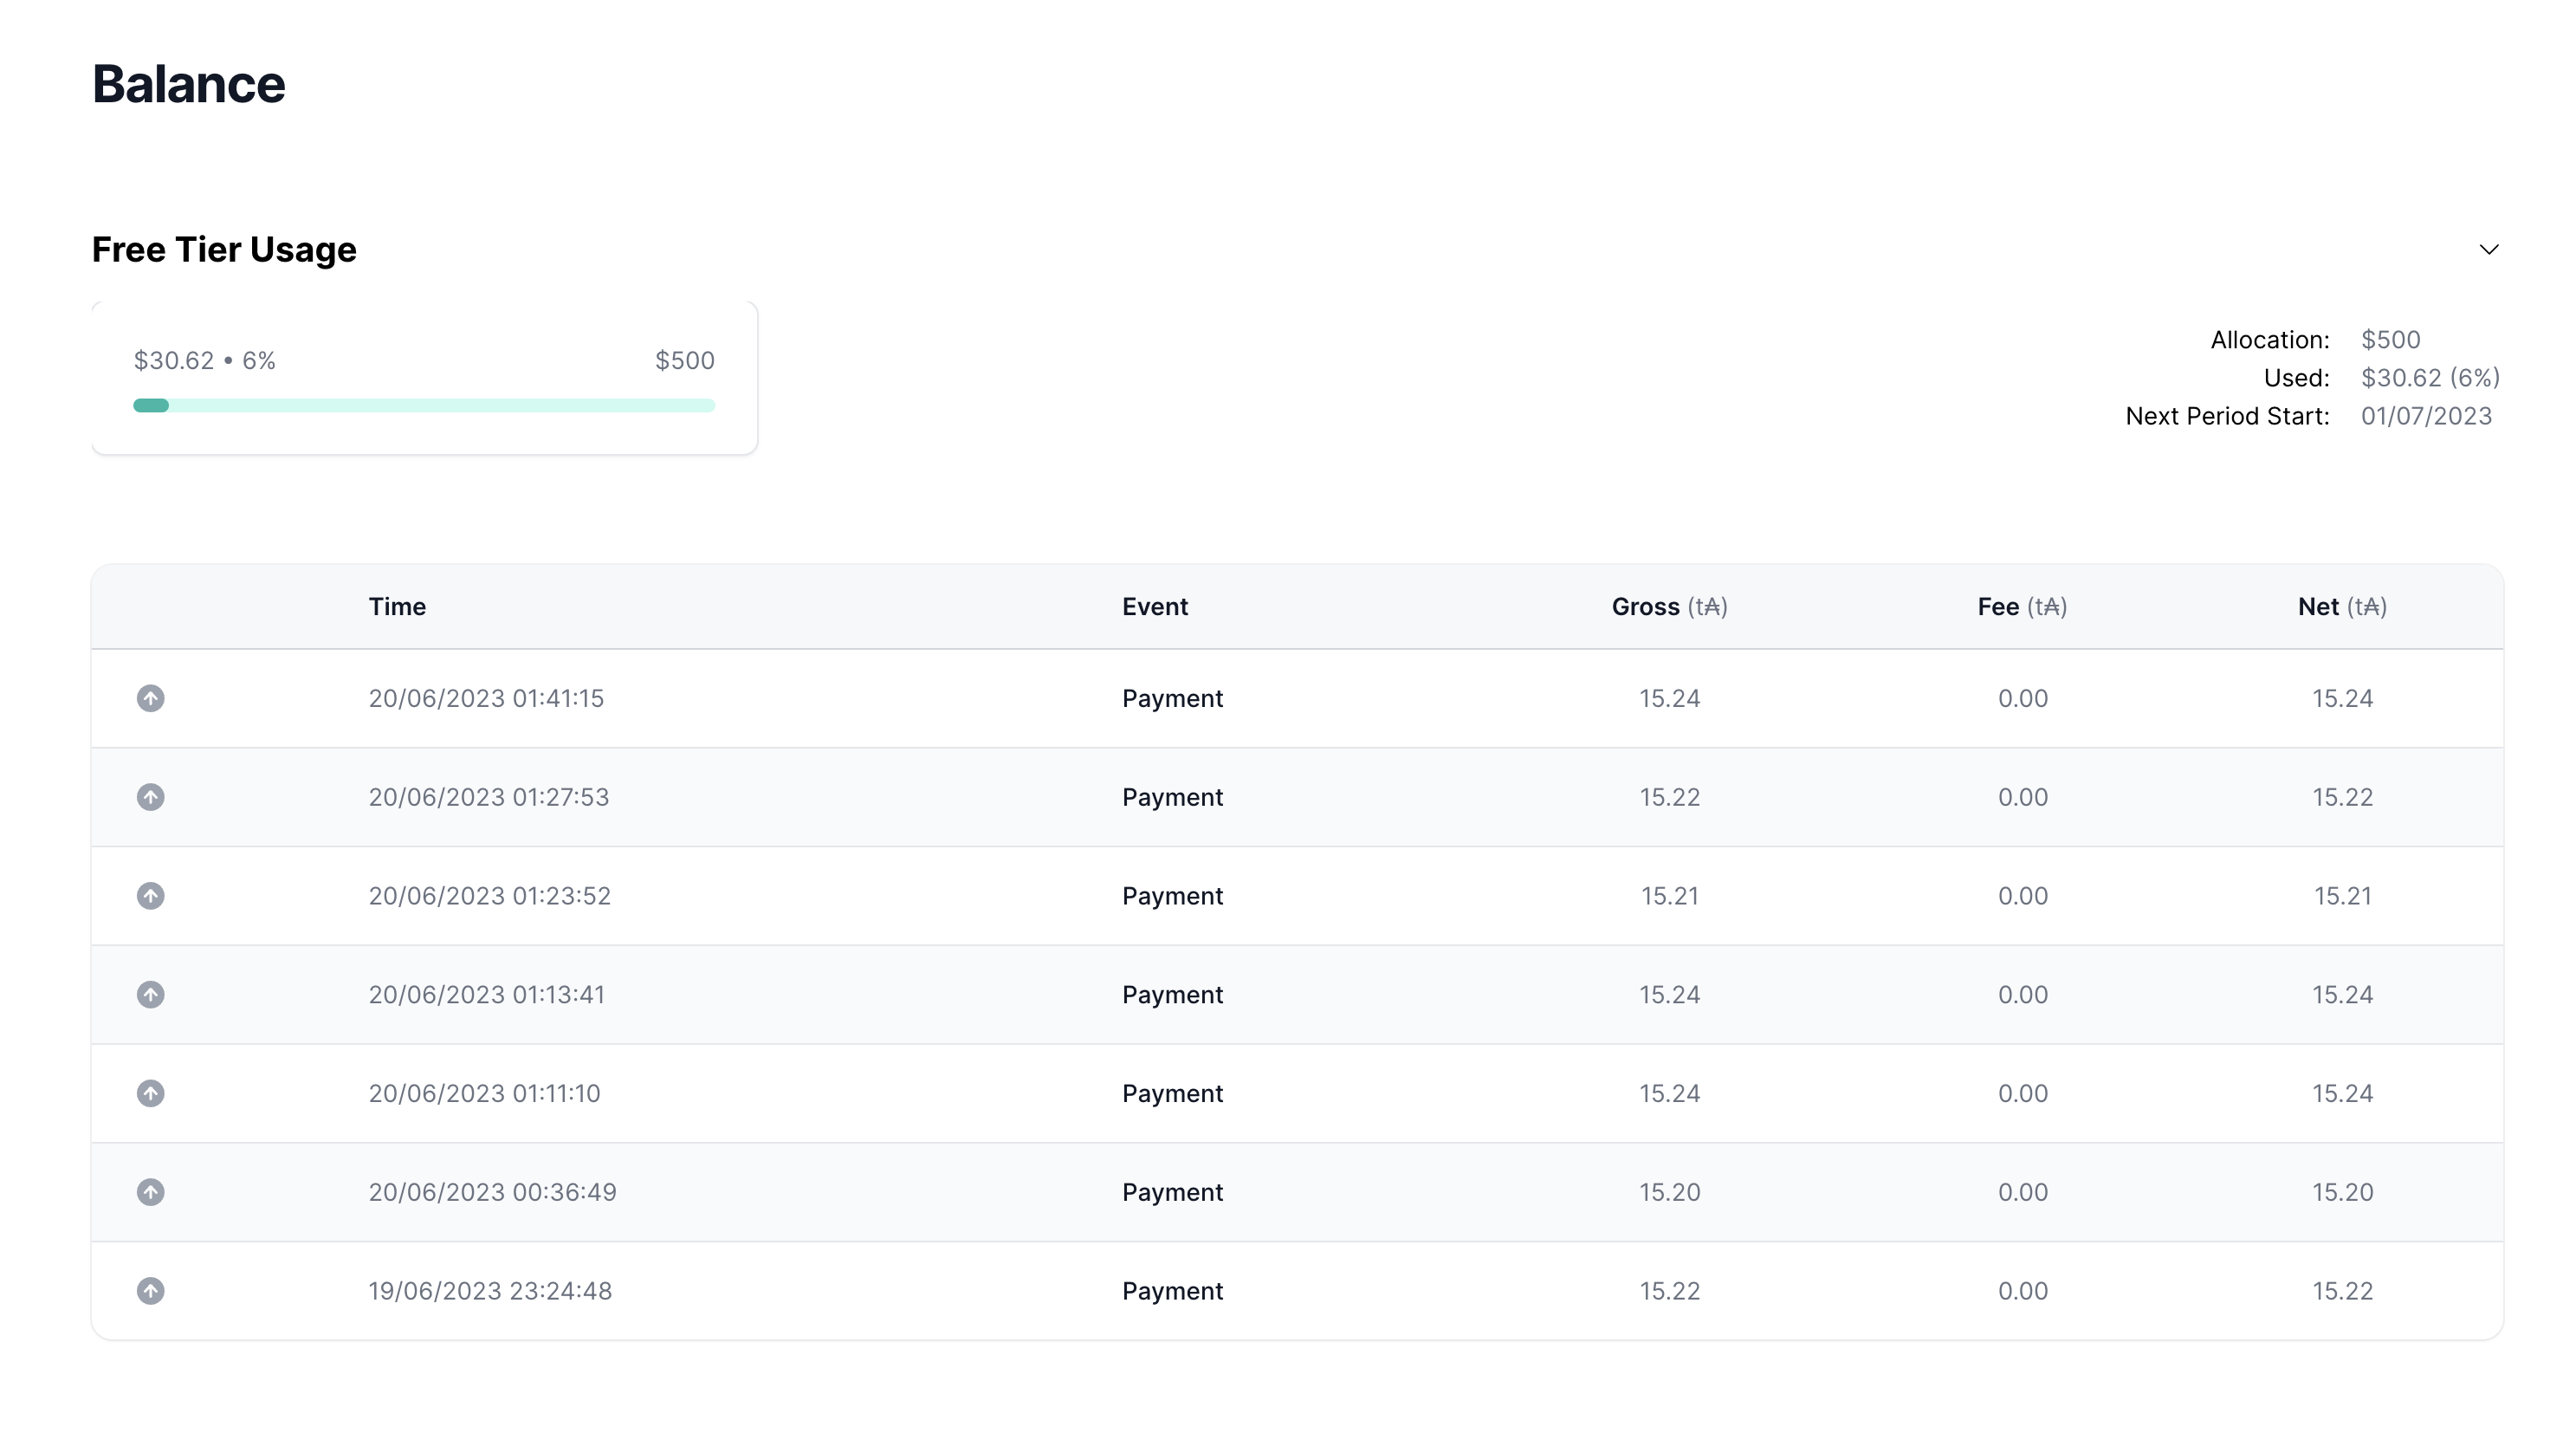 Balance
Free Tier Usage
$30.62 • 6% $500
Allocation: $500
Used: $30.62 (6%)
Next Period Start: 01/07/2023
Time Event Gross (t₳) Fee (t₳) Net (t₳)
20/06/2023 01:41:15 Payment 15.24 0.00 15.24
20/06/2023 01:27:53 Payment 15.22 0.00 15.22
20/06/2023 01:23:52 Payment 15.21 0.00 15.21
20/06/2023 01:13:41 Payment 15.24 0.00 15.24
20/06/2023 01:11:10 Payment 15.24 0.00 15.24
20/06/2023 00:36:49 Payment 15.20 0.00 15.20
19/06/2023 23:24:48 Payment 15.22 0.00 15.22